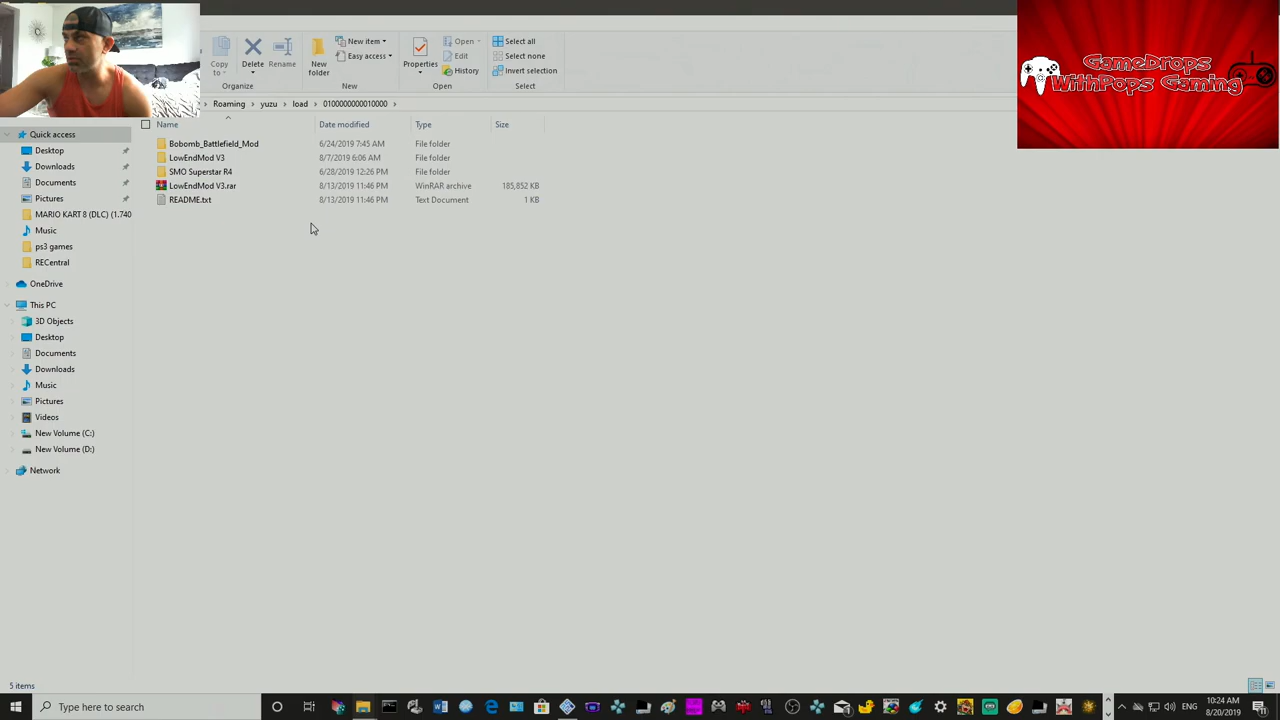 New item
Easy access
Copy
to
Delete
Rename
New
folder
Properties
Open
Edit
History
Select all
Select none
Invert selection
Organize
New
Open
Select
GameDrops
WithPops Gaming
Roaming > yuzu > load > 0100000000010000 >
Name Date modified Type Size
Bobomb_Battlefield_Mod 6/24/2019 7:45 AM File folder
LowEndMod V3 8/7/2019 6:06 AM File folder
SMO Superstar R4 6/28/2019 12:26 PM File folder
LowEndMod V3.rar 8/13/2019 11:46 PM WinRAR archive 185,852 KB
README.txt 8/13/2019 11:46 PM Text Document 1 KB
Quick access
Desktop
Downloads
Documents
Pictures
MARIO KART 8 (DLC) (1.740
Music
ps3 games
RECentral
OneDrive
This PC
3D Objects
Desktop
Documents
Downloads
Music
Pictures
Videos
New Volume (C:)
New Volume (D:)
Network
5 items
Type here to search
ENG
10:24 AM
8/20/2019